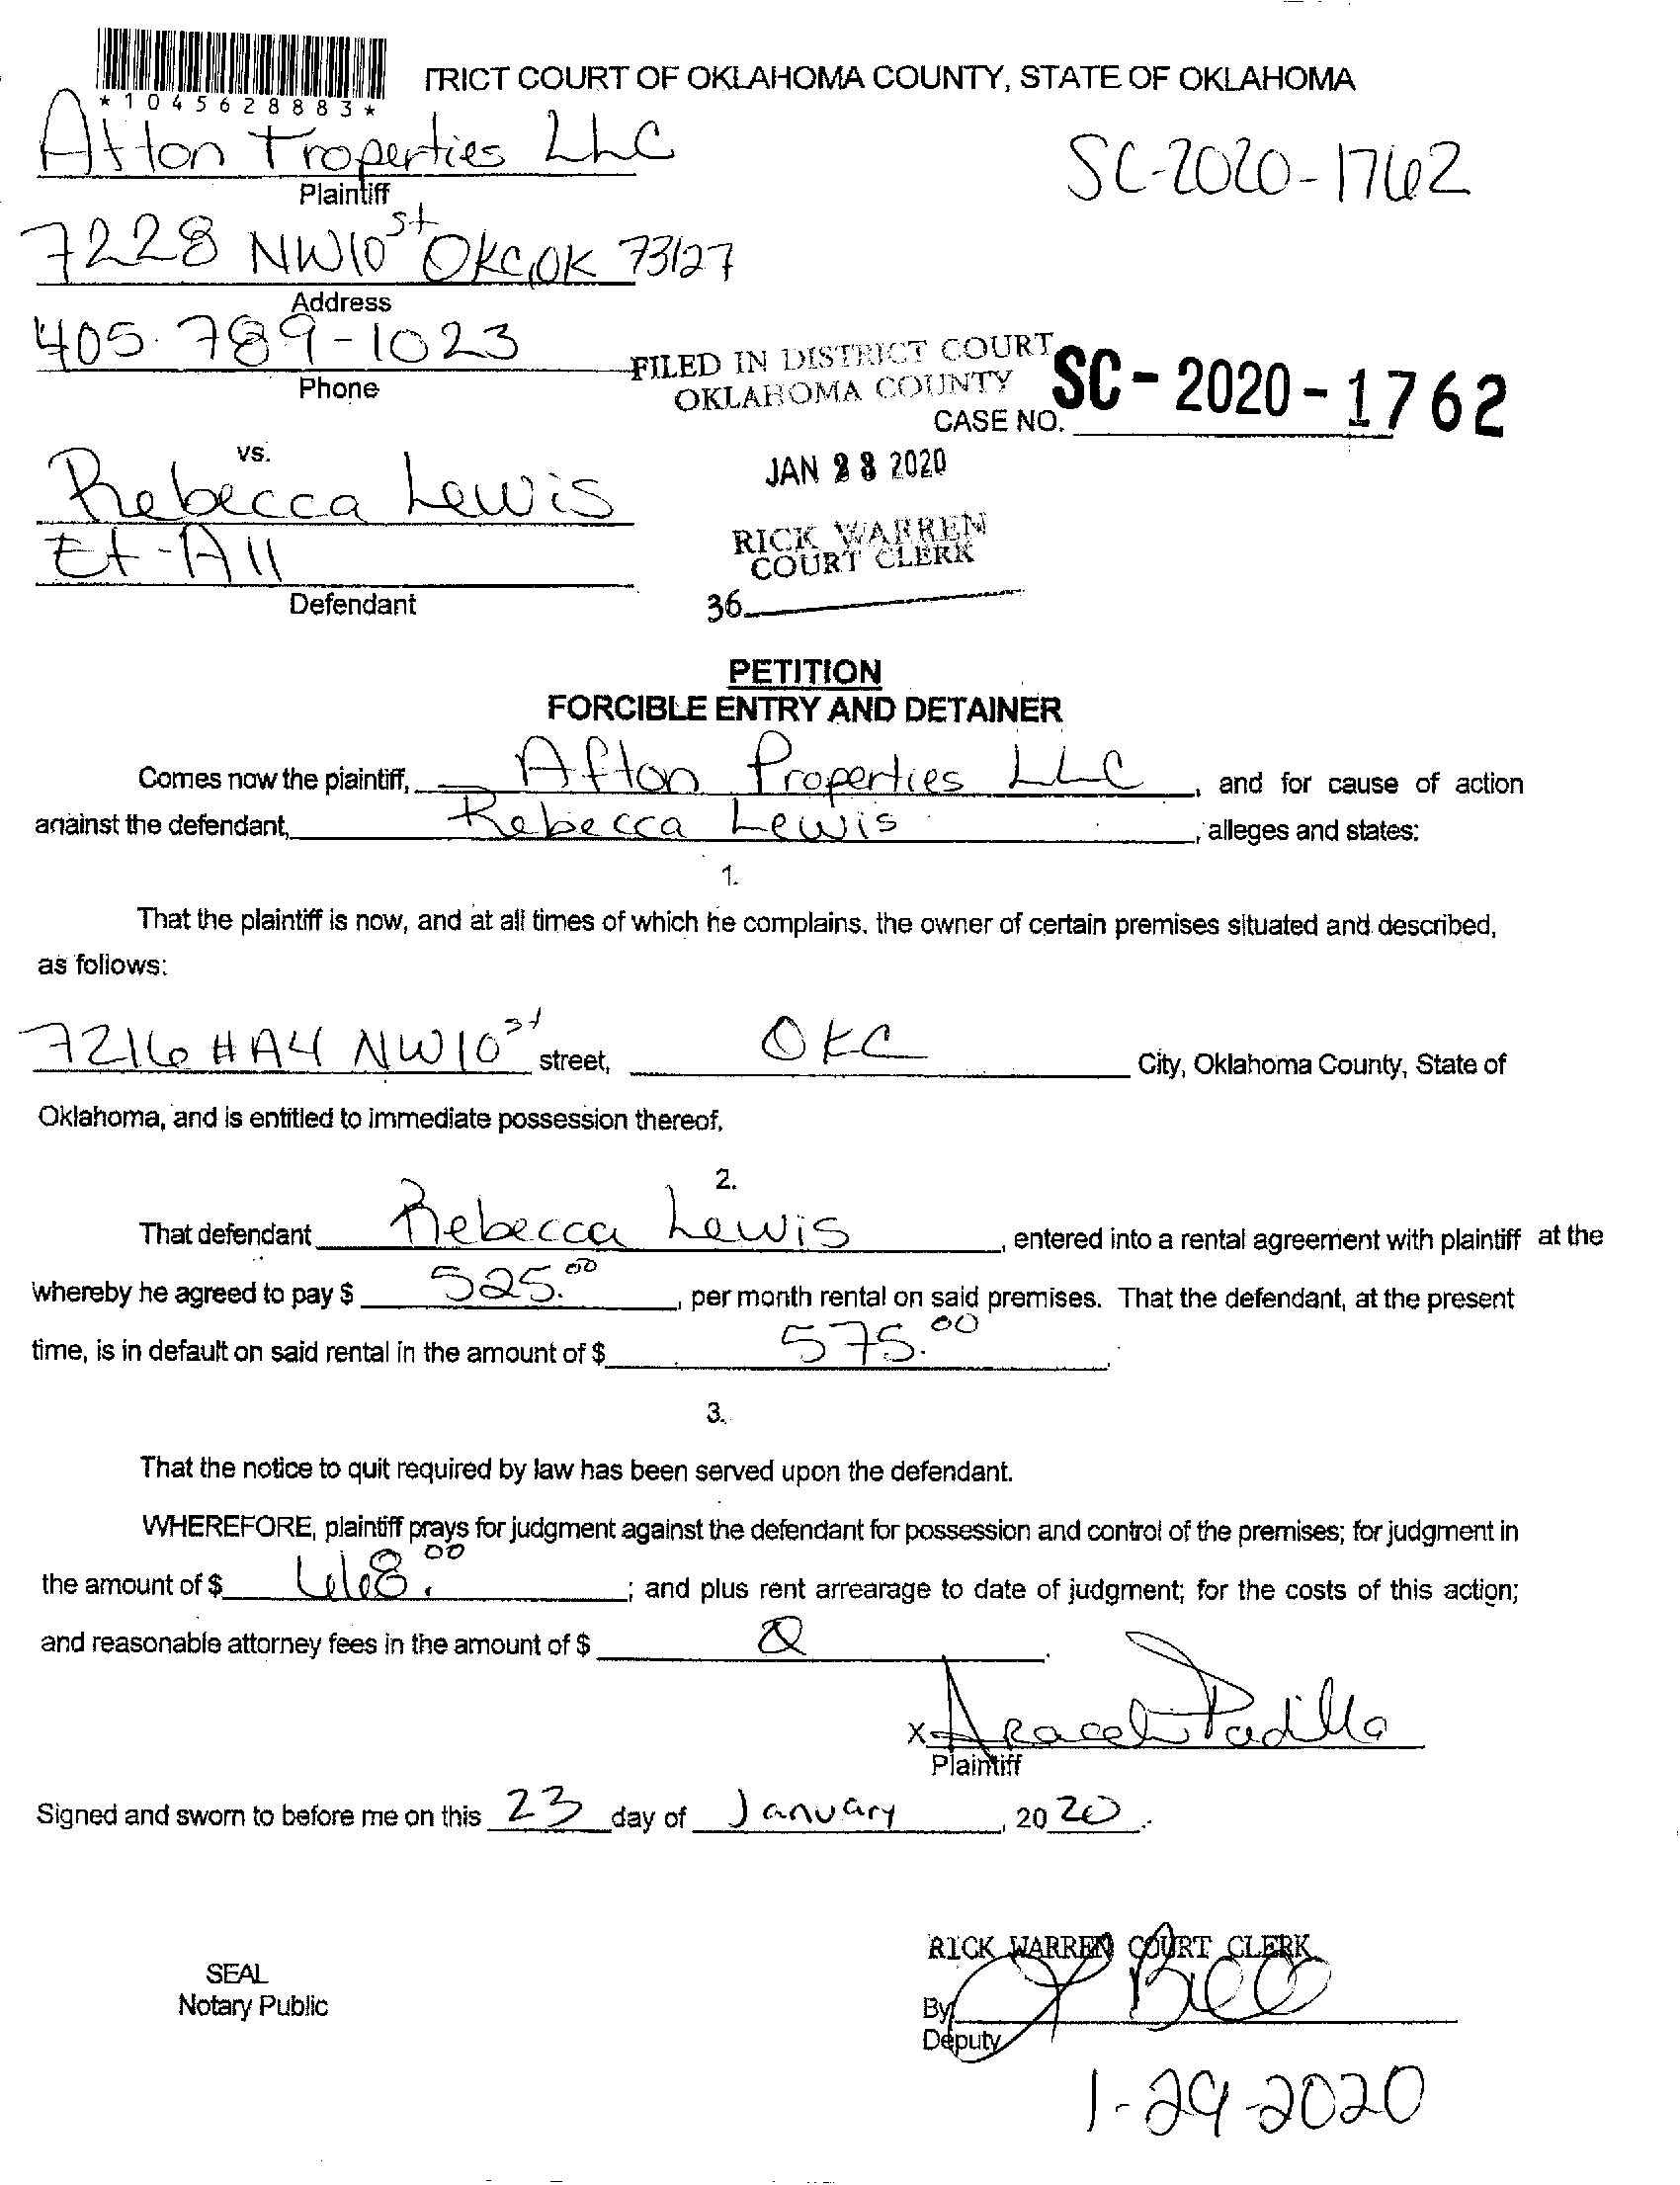 TRICT COURT OF OKLAHOMA COUNTY, STATE OF OKLAHOMA
*1045628883*
Afton Properties LLC
Plaintiff
SC-2020-1762
7228 NW10st OKC,OK 73127
Address
405-789-1023
Phone
FILED IN DISTRICT COURT
OKLAHOMA COUNTY
CASE NO. SC-2020-1762
vs.
JAN 23 2020
Rebecca Lewis
Et-All
Defendant
RICK WARREN
COURT CLERK
36
PETITION
FORCIBLE ENTRY AND DETAINER
Comes now the plaintiff, Afton Properties LLC, and for cause of action
against the defendant, Rebecca Lewis, alleges and states:
1.
That the plaintiff is now, and at all times of which he complains, the owner of certain premises situated and described,
as follows:
7216 #A4 NW10st street, OKC City, Oklahoma County, State of
Oklahoma, and is entitled to immediate possession thereof,
2.
That defendant Rebecca Lewis, entered into a rental agreement with plaintiff at the
whereby he agreed to pay $ 525.00, per month rental on said premises. That the defendant, at the present
time, is in default on said rental in the amount of $ 575.00.
3.
That the notice to quit required by law has been served upon the defendant.
WHEREFORE, plaintiff prays for judgment against the defendant for possession and control of the premises; for judgment in
the amount of $ 668.00; and plus rent arrearage to date of judgment; for the costs of this action;
and reasonable attorney fees in the amount of $ 0.
X Araceli Padilla
Plaintiff
Signed and sworn to before me on this 23 day of January, 2020.
SEAL
Notary Public
RICK WARREN COURT CLERK
By
Deputy
1-29-2020